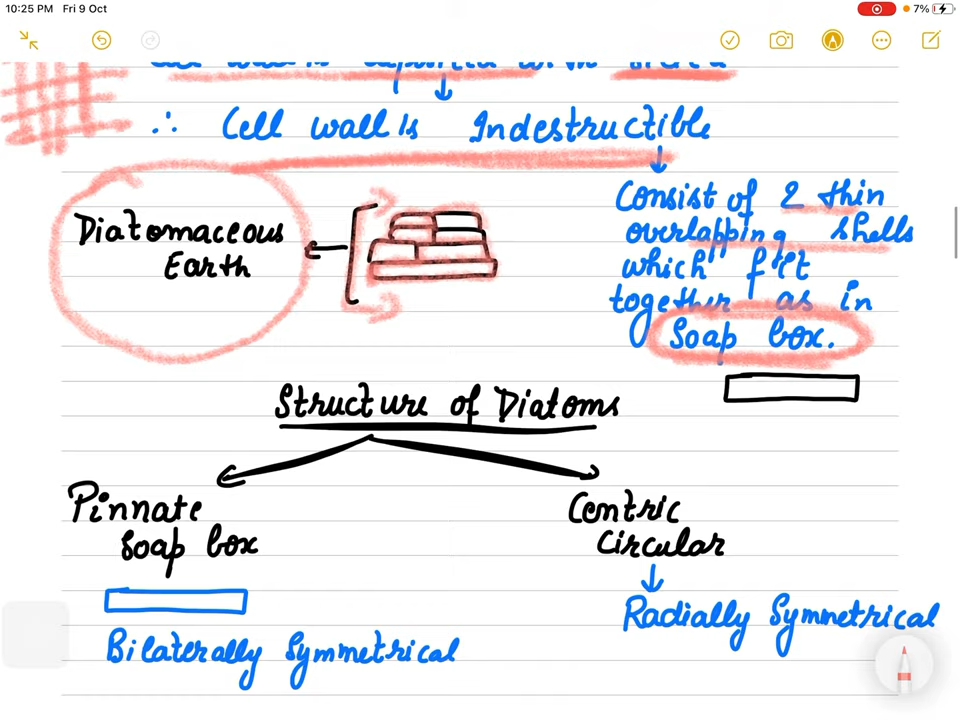 10:25 PM Fri 9 Oct
7%
deposited with
∴ Cell wall is Indestructible
Consist of 2 thin
overlapping shells
which fit
together as in
Soap box.
Diatomaceous
Earth
Structure of Diatoms
Pinnate
Soap box
Bilaterally Symmetrical
Centric
Circular
Radially Symmetrical